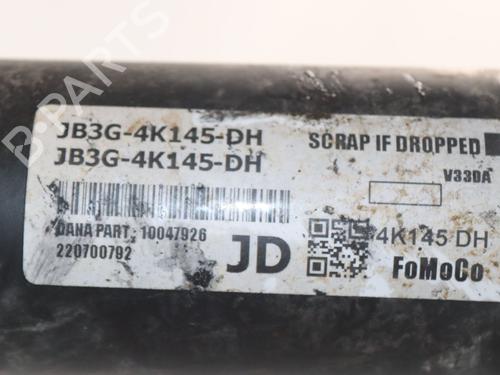 JB3G-4K145-DH
JB3G-4K145-DH
SCRAP IF DROPPED
V33DA
DANA PART: 10047926
220700792
JD
4K145 DH
FoMoCo
B-PARTS
B-PARTS